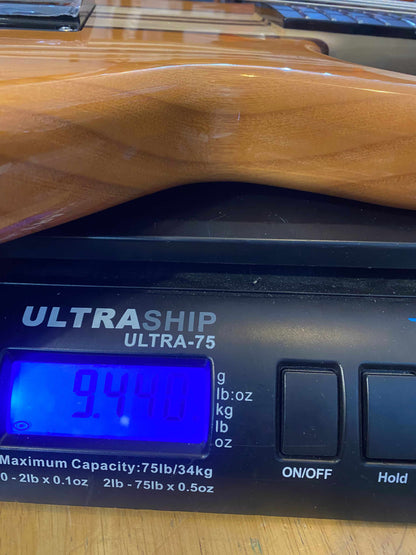 ULTRASHIP
ULTRA-75
9.440
g
lb:oz
kg
lb
oz
ON/OFF
Hold
Maximum Capacity:75lb/34kg
0 - 2lb x 0.1oz 2lb - 75lb x 0.5oz